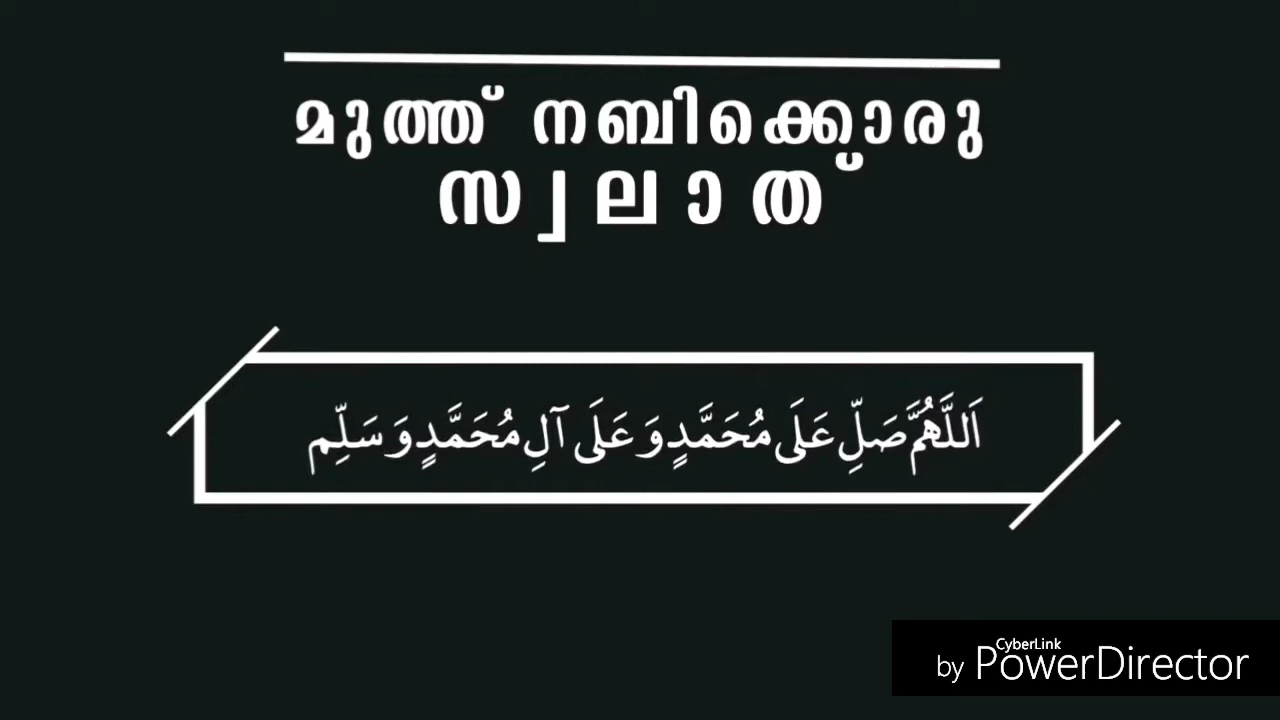 മുത്ത് നബിക്കൊരു
സ്വലാത്
اَللَّهُمَّ صَلِّ عَلَى مُحَمَّدٍ وَ عَلَى آلِ مُحَمَّدٍ وَ سَلِّم
CyberLink
by PowerDirector